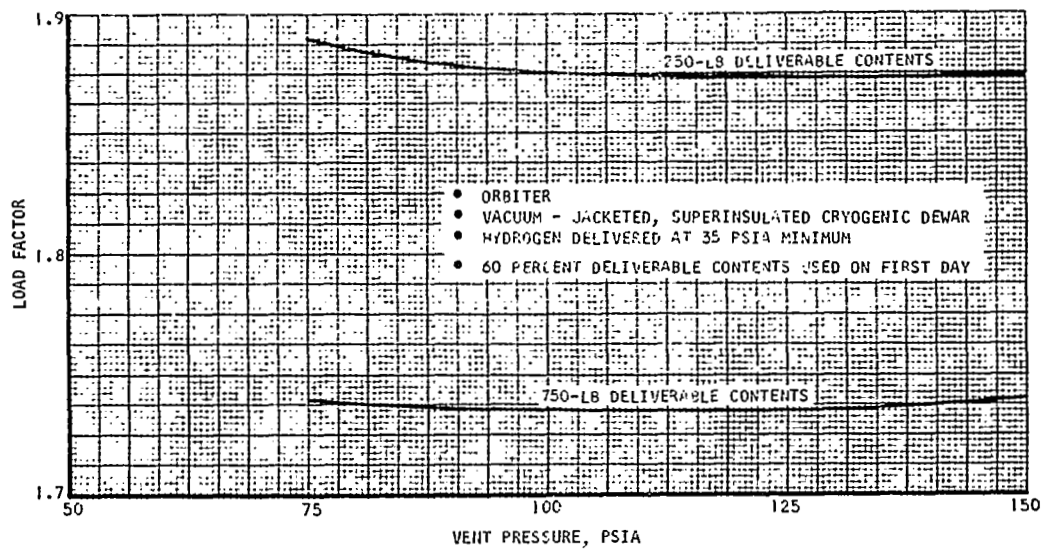 1.9
250-LB DELIVERABLE CONTENTS
• ORBITER
• VACUUM - JACKETED, SUPERINSULATED CRYOGENIC DEWAR
• HYDROGEN DELIVERED AT 35 PSIA MINIMUM
• 60 PERCENT DELIVERABLE CONTENTS USED ON FIRST DAY
1.8
LOAD FACTOR
750-LB DELIVERABLE CONTENTS
1.7
50 75 100 125 150
VENT PRESSURE, PSIA